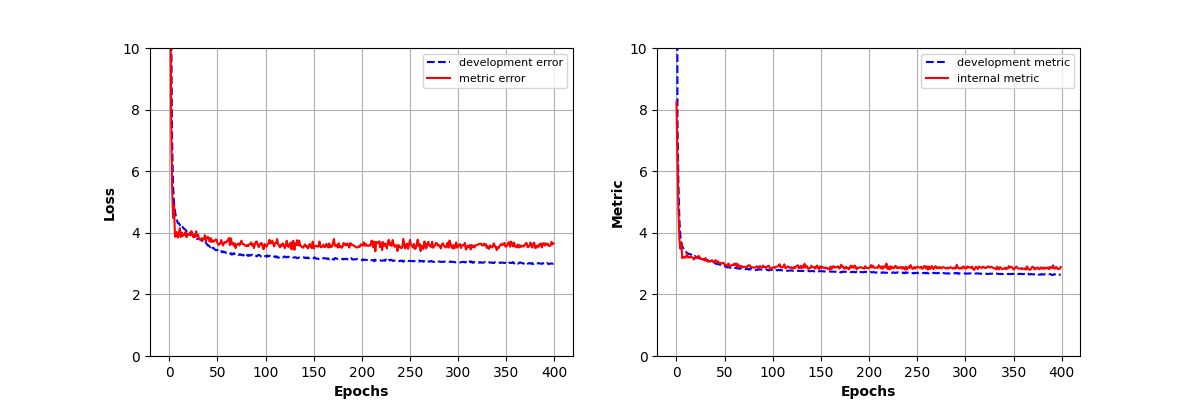 10
8
6
4
2
0
Loss
development error
metric error
0 50 100 150 200 250 300 350 400
Epochs
10
8
6
4
2
0
Metric
development metric
internal metric
0 50 100 150 200 250 300 350 400
Epochs